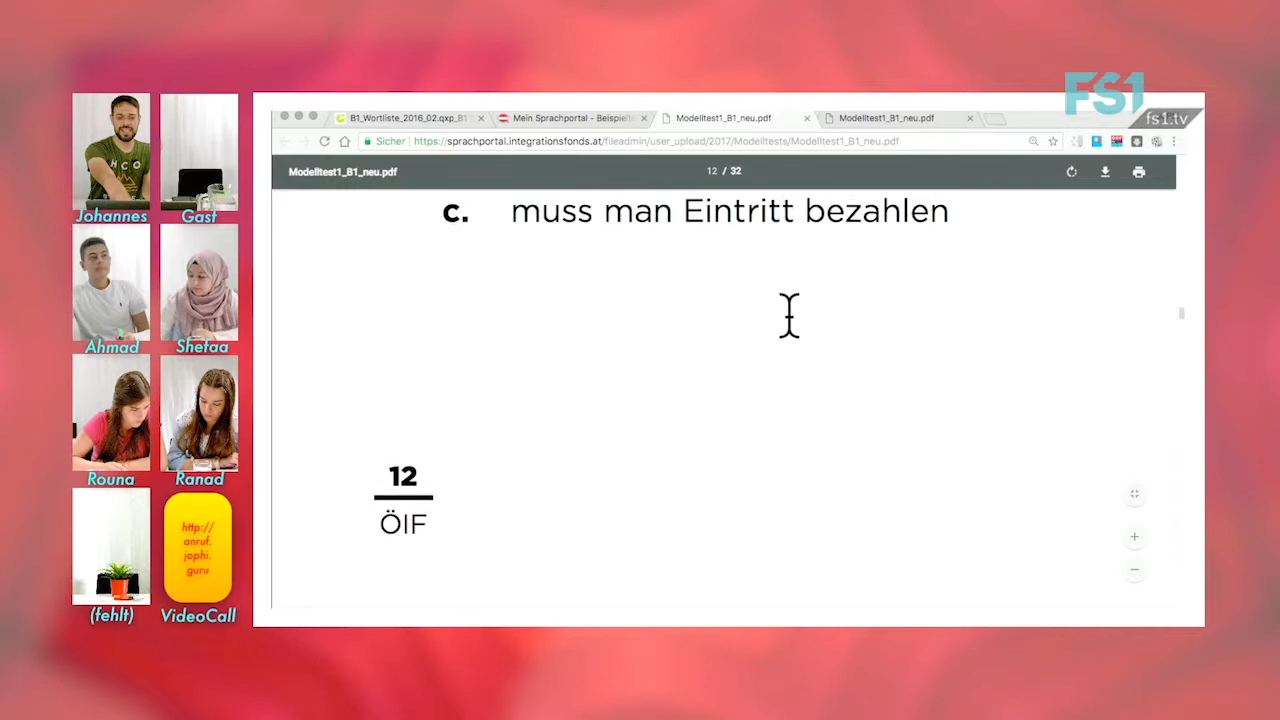 FS1
fs1.tv
B1_Wortliste_2016_02.qxp_B1
Mein Sprachportal - Beispiels
Modelltest1_B1_neu.pdf
Modelltest1_B1_neu.pdf
Sicher
https://sprachportal.integrationsfonds.at/fileadmin/user_upload/2017/Modelltests/Modelltest1_B1_neu.pdf
Modelltest1_B1_neu.pdf
12 / 32
c. muss man Eintritt bezahlen
12
ÖIF
Johannes
Gast
Ahmad
Shefaa
Rouna
Ranad
(fehlt)
http://
anruf.
jophi.
guru
VideoCall